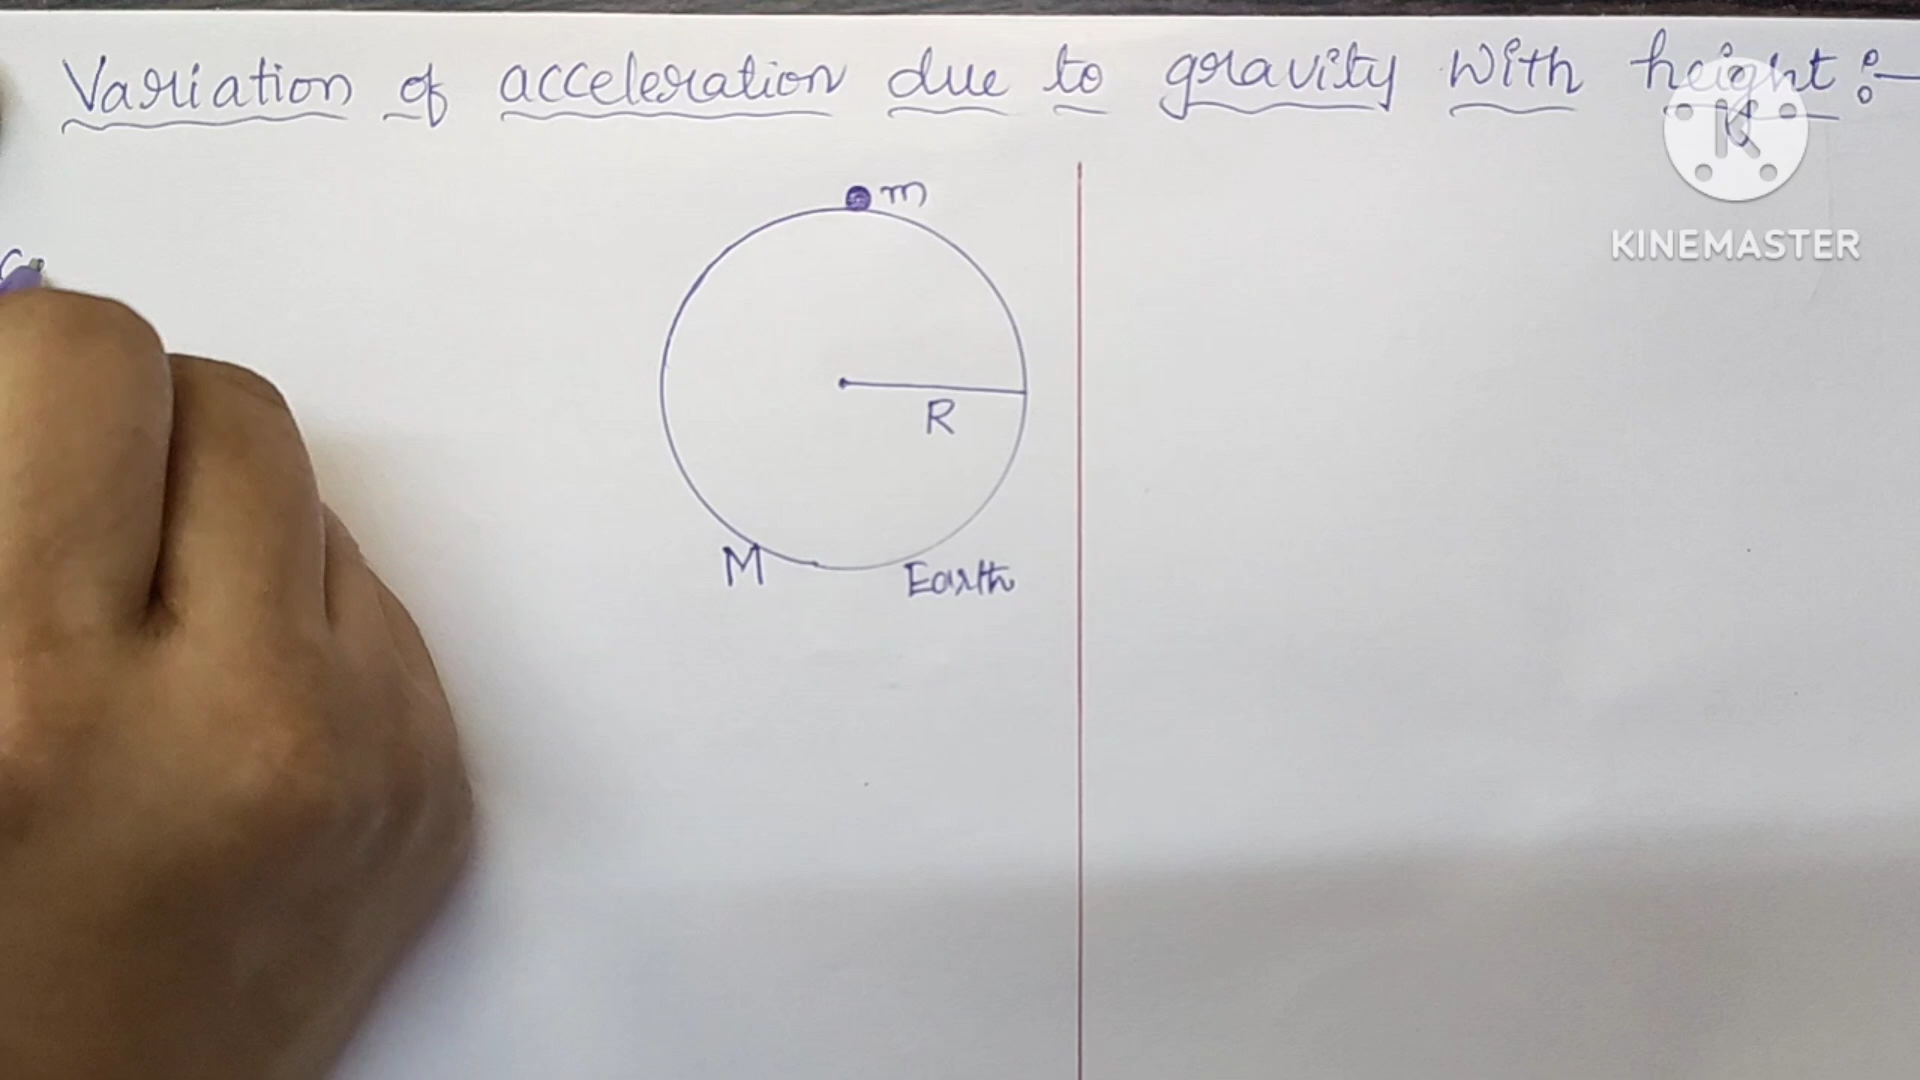 Variation of acceleration due to gravity with height :-
m
K
KINEMASTER
R
M
Earth